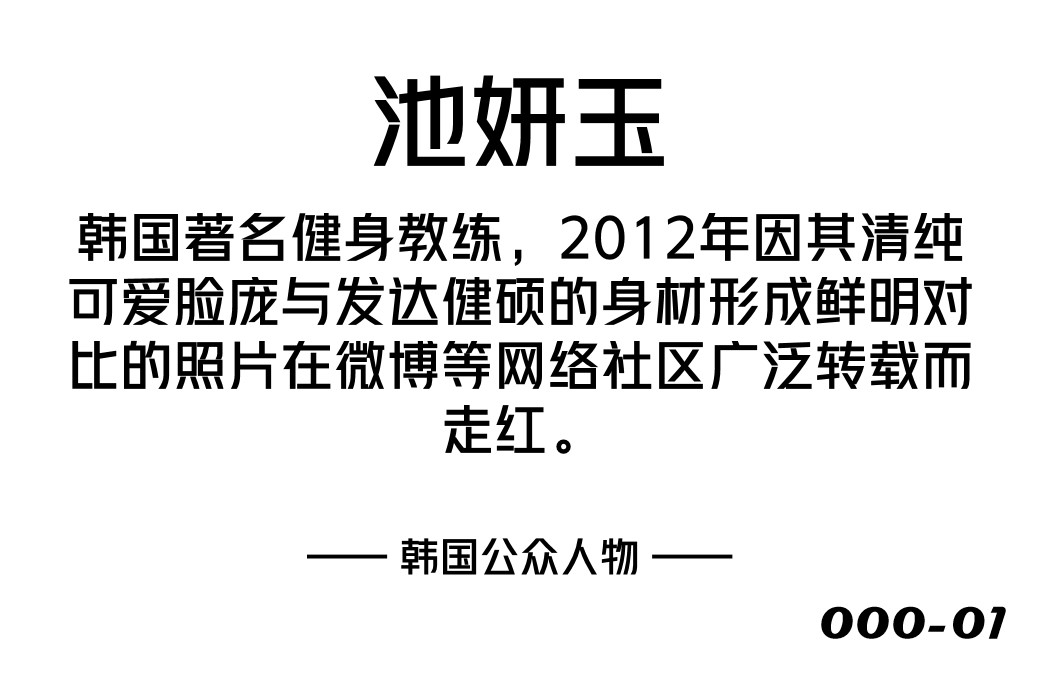 池妍玉
韩国著名健身教练，2012年因其清纯
可爱脸庞与发达健硕的身材形成鲜明对
比的照片在微博等网络社区广泛转载而
走红。
—— 韩国公众人物 ——
000-01